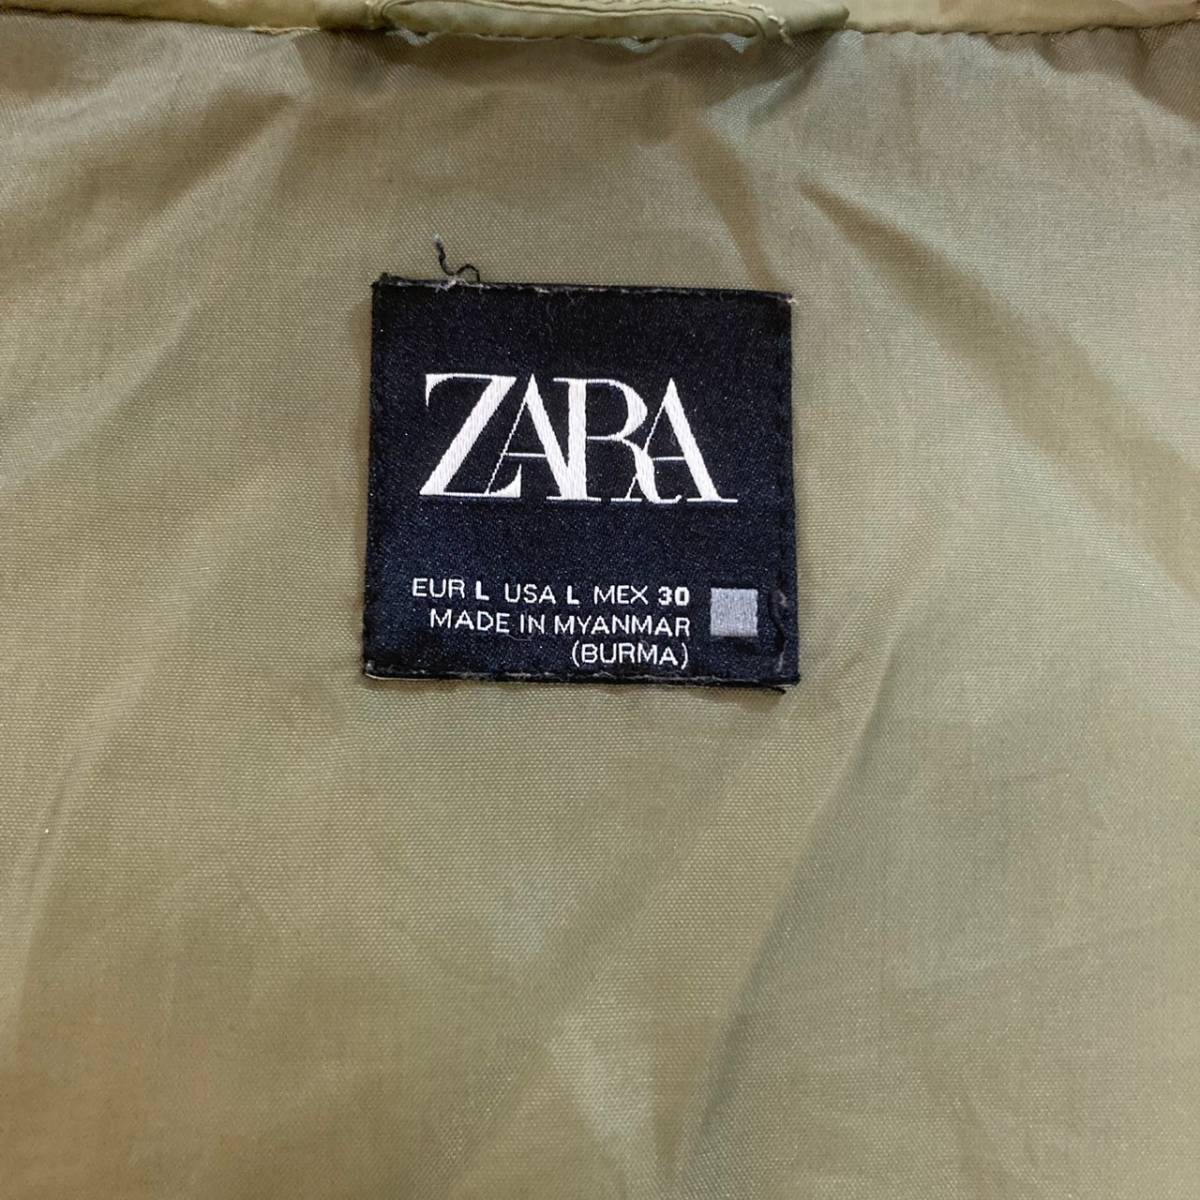 ZARA
EUR L USA L MEX 30
MADE IN MYANMAR
(BURMA)